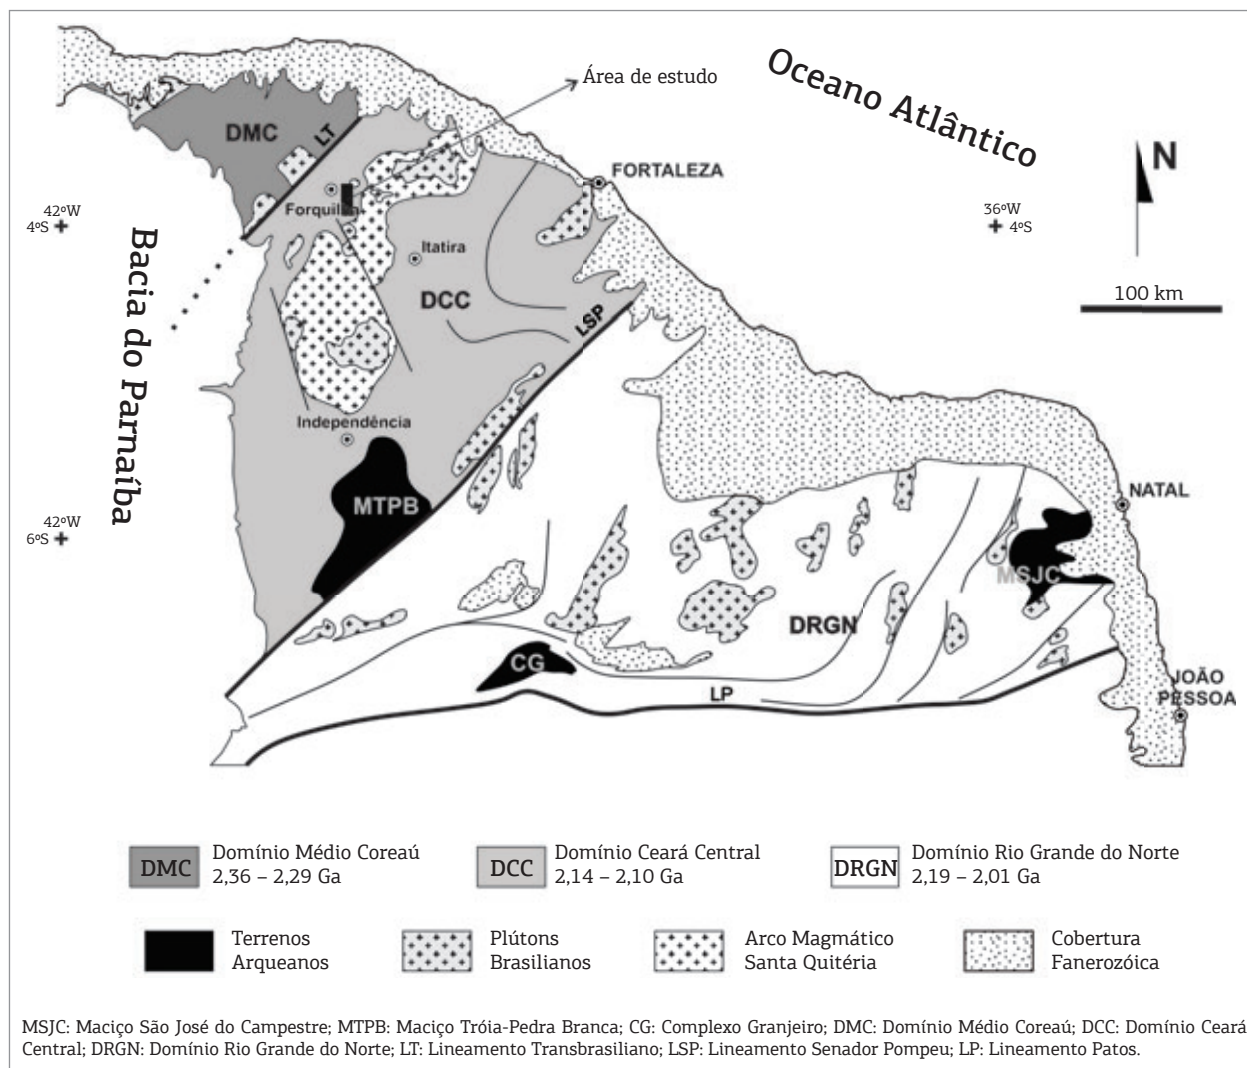 Oceano Atlântico
Área de estudo
N
DMC
LT
FORTALEZA
42ºW
4ºS
36ºW
4ºS
Itatira
100 km
DCC
LSP
Bacia do Parnaíba
Independência
MTPB
NATAL
42ºW
6ºS
MSJC
DRGN
CG
LP
JOÃO
PESSOA
DMC
Domínio Médio Coreaú
2,36 – 2,29 Ga
DCC
Domínio Ceará Central
2,14 – 2,10 Ga
DRGN
Domínio Rio Grande do Norte
2,19 – 2,01 Ga
Terrenos
Arqueanos
Plútons
Brasilianos
Arco Magmático
Santa Quitéria
Cobertura
Fanerozóica
MSJC: Maciço São José do Campestre; MTPB: Maciço Tróia-Pedra Branca; CG: Complexo Granjeiro; DMC: Domínio Médio Coreaú; DCC: Domínio Ceará
Central; DRGN: Domínio Rio Grande do Norte; LT: Lineamento Transbrasiliano; LSP: Lineamento Senador Pompeu; LP: Lineamento Patos.